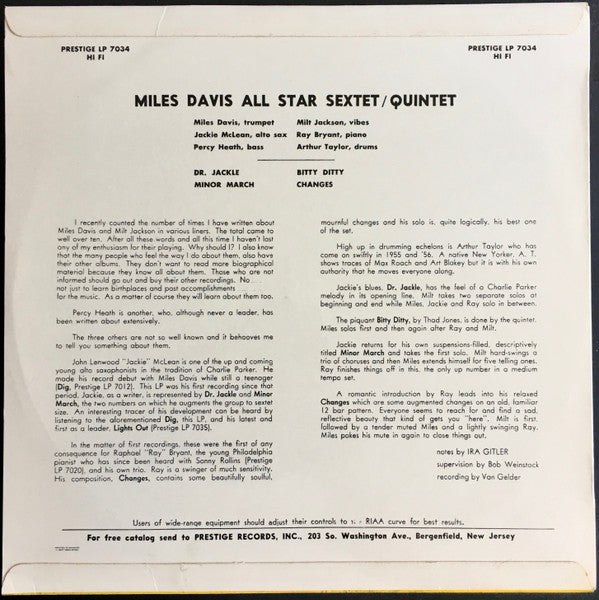 PRESTIGE LP 7034
HI FI
PRESTIGE LP 7034
HI FI
MILES DAVIS ALL STAR SEXTET/QUINTET
Miles Davis, trumpet
Jackie McLean, alto sax
Percy Heath, bass
Milt Jackson, vibes
Ray Bryant, piano
Arthur Taylor, drums
DR. JACKLE
MINOR MARCH
BITTY DITTY
CHANGES
I recently counted the number of times I have written about
Miles Davis and Milt Jackson in various liners. The total came to
well over ten. After all these words and all this time I haven't lost
any of my enthusiasm for their playing. Why should I? I also know
that the many people who feel the way I do about them, also have
their other albums. They don't want to read more biographical
material because they know all about them. Those who are not
informed should go out and buy their other recordings. No
not just to learn birthplaces and post accomplishments
for the music. As a matter of course they will learn about them too.
Percy Heath is another, who, although never a leader, has
been written about extensively.
The three others are not so well known and it behooves me
to tell you something about them.
John Lenwood "Jackie" McLean is one of the up and coming
young alto saxophonists in the tradition of Charlie Parker. He
made his record debut with Miles Davis while still a teenager
(Dig, Prestige LP 7012). This LP was his first recording since that
period. Jackie, as a writer, is represented by Dr. Jackle and Minor
March, the two numbers on which he augments the group to sextet
size. An interesting tracer of his development can be heard by
listening to the aforementioned Dig, this LP, and his latest and
first as a leader, Lights Out (Prestige LP 7035).
In the matter of first recordings, these were the first of any
consequence for Raphael "Ray" Bryant, the young Philadelphia
pianist who has since been heard with Sonny Rollins (Prestige
LP 7020), and his own trio. Ray is a swinger of much sensitivity.
His composition, Changes, contains some beautiful soulful,
mournful changes and his solo is, quite logically, his best one
of the set.
High up in drumming echelons is Arthur Taylor who has
come on swiftly in 1955 and '56. A native New Yorker, A. T.
shows traces of Max Roach and Art Blakey but it is with his own
authority that he moves everyone along.
Jackie's blues, Dr. Jackle, has the feel of a Charlie Parker
melody in its opening line. Milt takes two separate solos at
beginning and end while Miles, Jackie and Ray solo in between.
The piquant Bitty Ditty, by Thad Jones, is done by the quintet.
Miles solos first and then again after Ray and Milt.
Jackie returns for his own suspensions-filled, descriptively
titled Minor March and takes the first solo. Milt hard-swings a
trio of choruses and then Miles extends himself for five telling ones.
Ray finishes things off in this, the only up number in a medium
tempo set.
A romantic introduction by Ray leads into his relaxed
Changes which are some augmented changes on an old, familiar
12 bar pattern. Everyone seems to reach for and find a sad,
reflective beauty that kind of gets you "here". Milt is first,
followed by a tender muted Miles and a lightly swinging Ray.
Miles pokes his mute in again to close things out.
notes by IRA GITLER
supervision by Bob Weinstock
recording by Van Gelder
Users of wide-range equipment should adjust their controls to RIAA curve for best results.
For free catalog send to PRESTIGE RECORDS, INC., 203 So. Washington Ave., Bergenfield, New Jersey